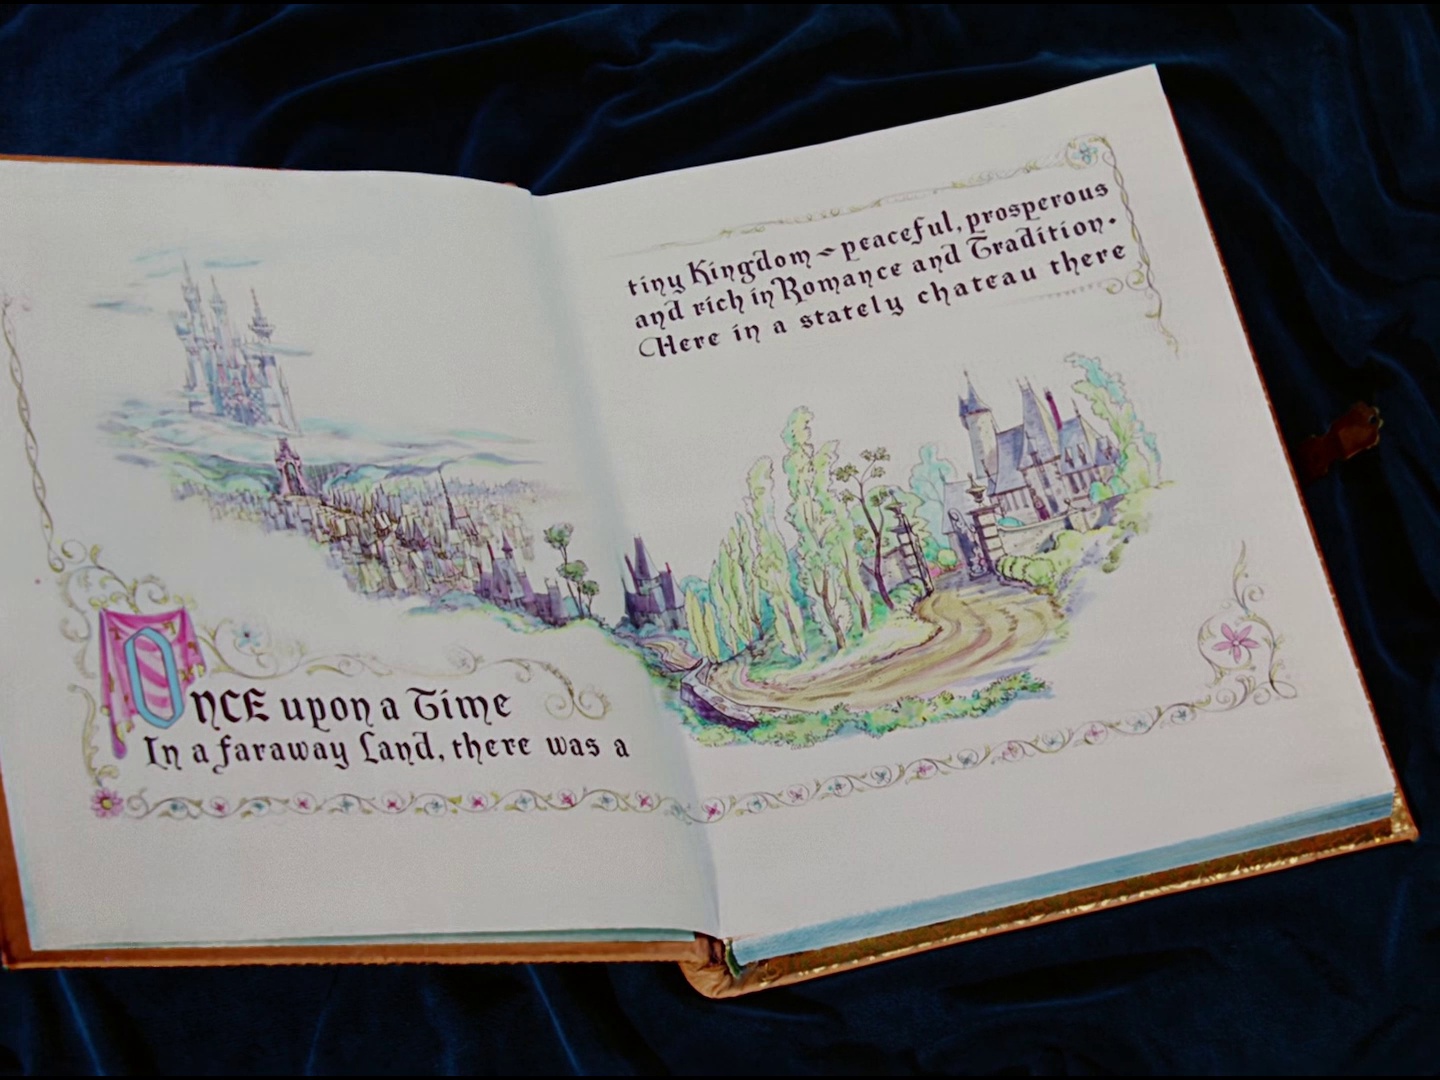 ONCE upon a Time
In a faraway Land, there was a
tiny Kingdom ~ peaceful, prosperous
and rich in Romance and Tradition.
Here in a stately chateau there